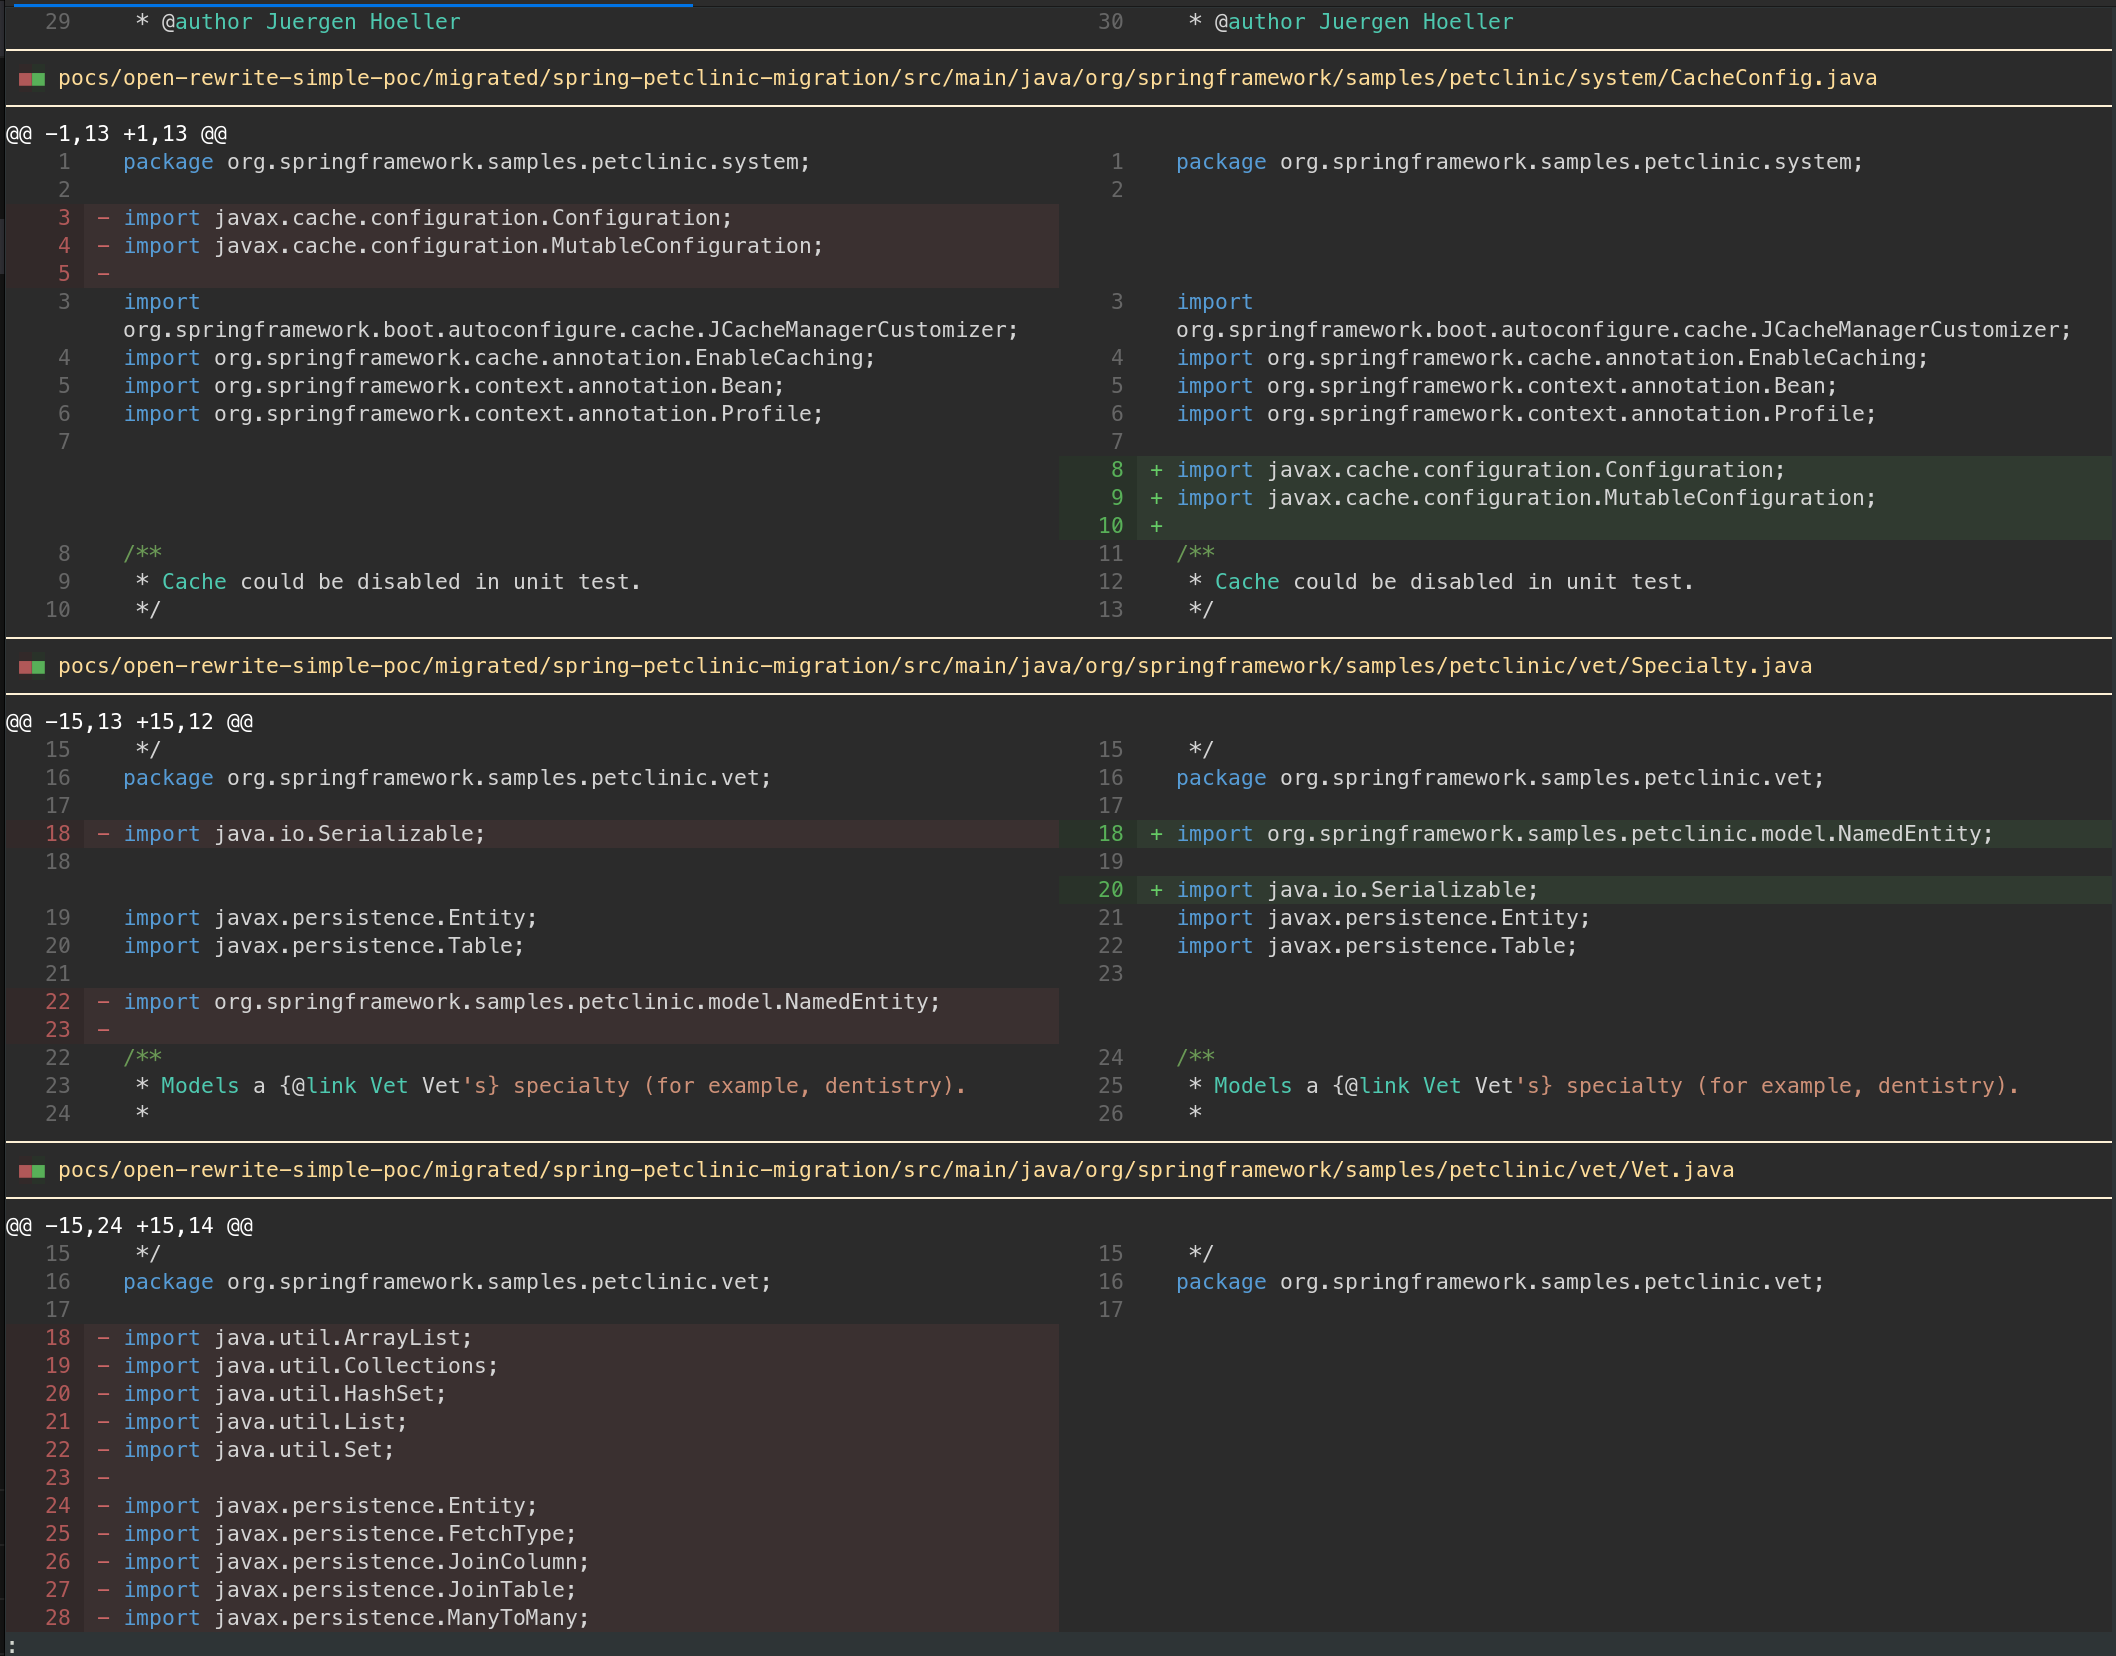 29 * @author Juergen Hoeller 30 * @author Juergen Hoeller
pocs/open-rewrite-simple-poc/migrated/spring-petclinic-migration/src/main/java/org/springframework/samples/petclinic/system/CacheConfig.java
@@ -1,13 +1,13 @@
1 package org.springframework.samples.petclinic.system; 1 package org.springframework.samples.petclinic.system;
2 2
3 - import javax.cache.configuration.Configuration;
4 - import javax.cache.configuration.MutableConfiguration;
5 -
3 import 3 import
org.springframework.boot.autoconfigure.cache.JCacheManagerCustomizer; org.springframework.boot.autoconfigure.cache.JCacheManagerCustomizer;
4 import org.springframework.cache.annotation.EnableCaching; 4 import org.springframework.cache.annotation.EnableCaching;
5 import org.springframework.context.annotation.Bean; 5 import org.springframework.context.annotation.Bean;
6 import org.springframework.context.annotation.Profile; 6 import org.springframework.context.annotation.Profile;
7 7
8 + import javax.cache.configuration.Configuration;
9 + import javax.cache.configuration.MutableConfiguration;
10 +
8 /** 11 /**
9 * Cache could be disabled in unit test. 12 * Cache could be disabled in unit test.
10 */ 13 */
pocs/open-rewrite-simple-poc/migrated/spring-petclinic-migration/src/main/java/org/springframework/samples/petclinic/vet/Specialty.java
@@ -15,13 +15,12 @@
15 */ 15 */
16 package org.springframework.samples.petclinic.vet; 16 package org.springframework.samples.petclinic.vet;
17 17
18 - import java.io.Serializable; 18 + import org.springframework.samples.petclinic.model.NamedEntity;
18 19
20 + import java.io.Serializable;
19 import javax.persistence.Entity; 21 import javax.persistence.Entity;
20 import javax.persistence.Table; 22 import javax.persistence.Table;
21 23
22 - import org.springframework.samples.petclinic.model.NamedEntity;
23 -
22 /** 24 /**
23 * Models a {@link Vet Vet's} specialty (for example, dentistry). 25 * Models a {@link Vet Vet's} specialty (for example, dentistry).
24 * 26 *
pocs/open-rewrite-simple-poc/migrated/spring-petclinic-migration/src/main/java/org/springframework/samples/petclinic/vet/Vet.java
@@ -15,24 +15,14 @@
15 */ 15 */
16 package org.springframework.samples.petclinic.vet; 16 package org.springframework.samples.petclinic.vet;
17 17
18 - import java.util.ArrayList;
19 - import java.util.Collections;
20 - import java.util.HashSet;
21 - import java.util.List;
22 - import java.util.Set;
23 -
24 - import javax.persistence.Entity;
25 - import javax.persistence.FetchType;
26 - import javax.persistence.JoinColumn;
27 - import javax.persistence.JoinTable;
28 - import javax.persistence.ManyToMany;
: